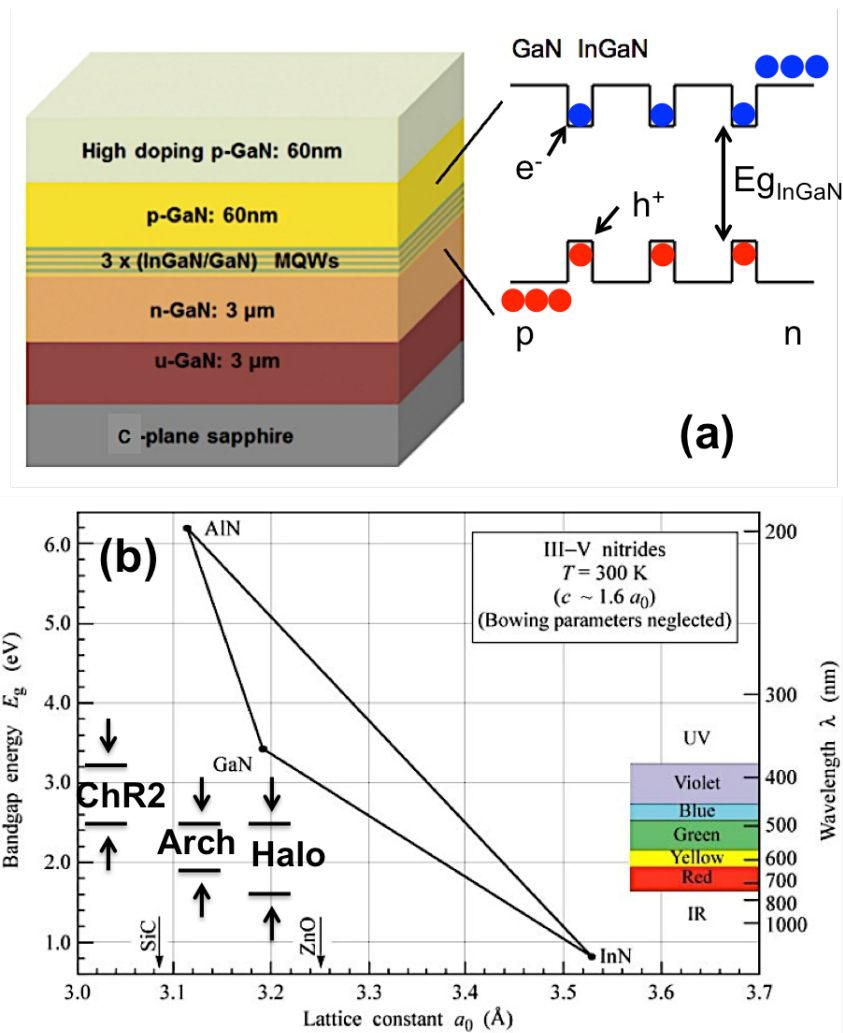 GaN InGaN
e-
h+
EgInGaN
p
n
(a)
High doping p-GaN: 60nm
p-GaN: 60nm
3 x (InGaN/GaN) MQWs
n-GaN: 3 µm
u-GaN: 3 µm
C -plane sapphire
(b)
AlN
GaN
InN
III–V nitrides
T = 300 K
(c ~ 1.6 a0)
(Bowing parameters neglected)
Bandgap energy Eg (eV)
6.0
5.0
4.0
3.0
2.0
1.0
ChR2
Arch
Halo
SiC
ZnO
UV
Violet
Blue
Green
Yellow
Red
IR
200
300
400
500
600
700
800
1000
Wavelength λ (nm)
3.0 3.1 3.2 3.3 3.4 3.5 3.6 3.7
Lattice constant a0 (Å)